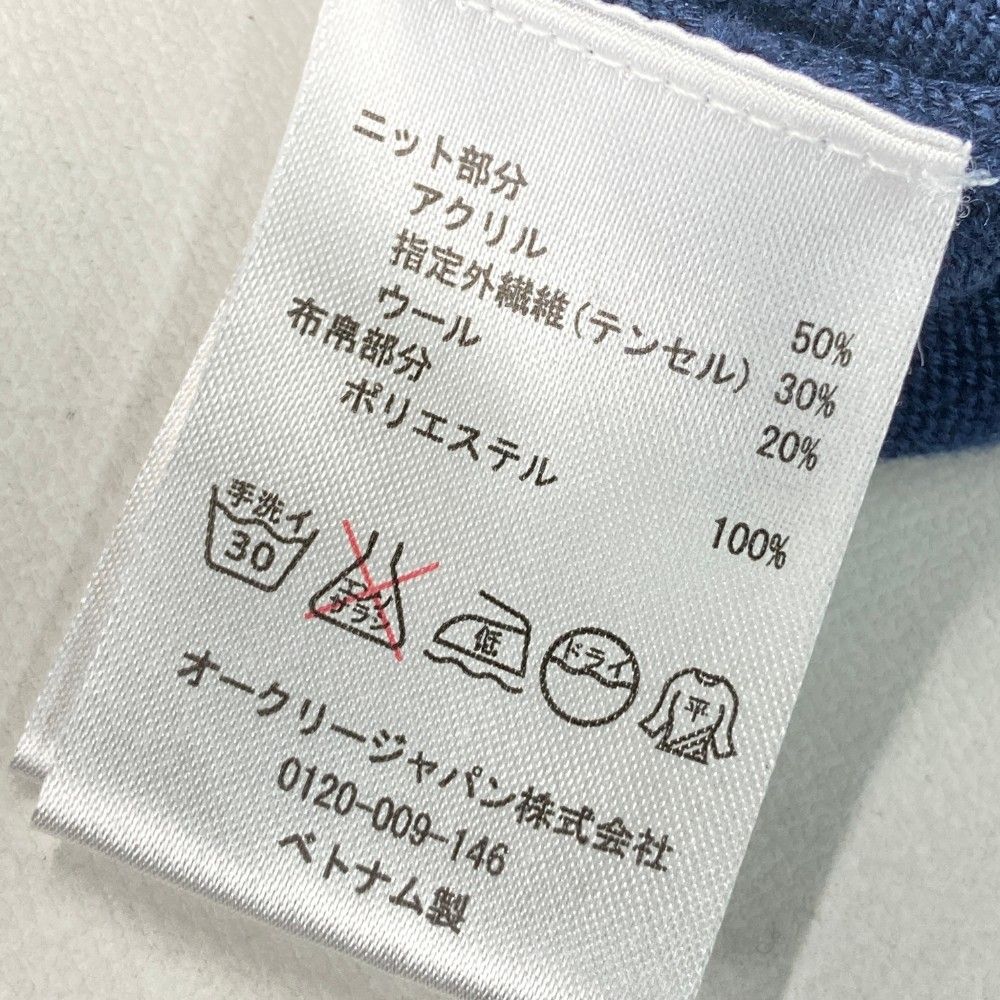 ニット部分
アクリル 50%
指定外繊維(テンセル) 30%
ウール 20%
布帛部分
ポリエステル 100%
手洗イ
30
エンソ
サラシ
低
ドライ
平
オークリージャパン株式会社
0120-009-146
ベトナム製